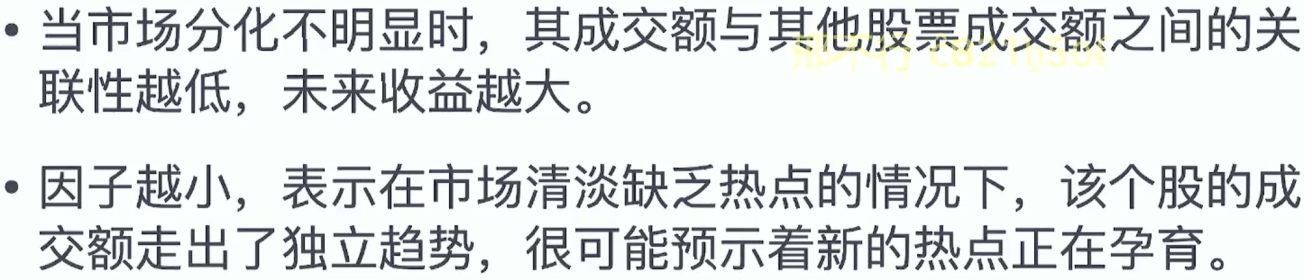 • 当市场分化不明显时，其成交额与其他股票成交额之间的关
联性越低，未来收益越大。
• 因子越小，表示在市场清淡缺乏热点的情况下，该个股的成
交额走出了独立趋势，很可能预示着新的热点正在孕育。